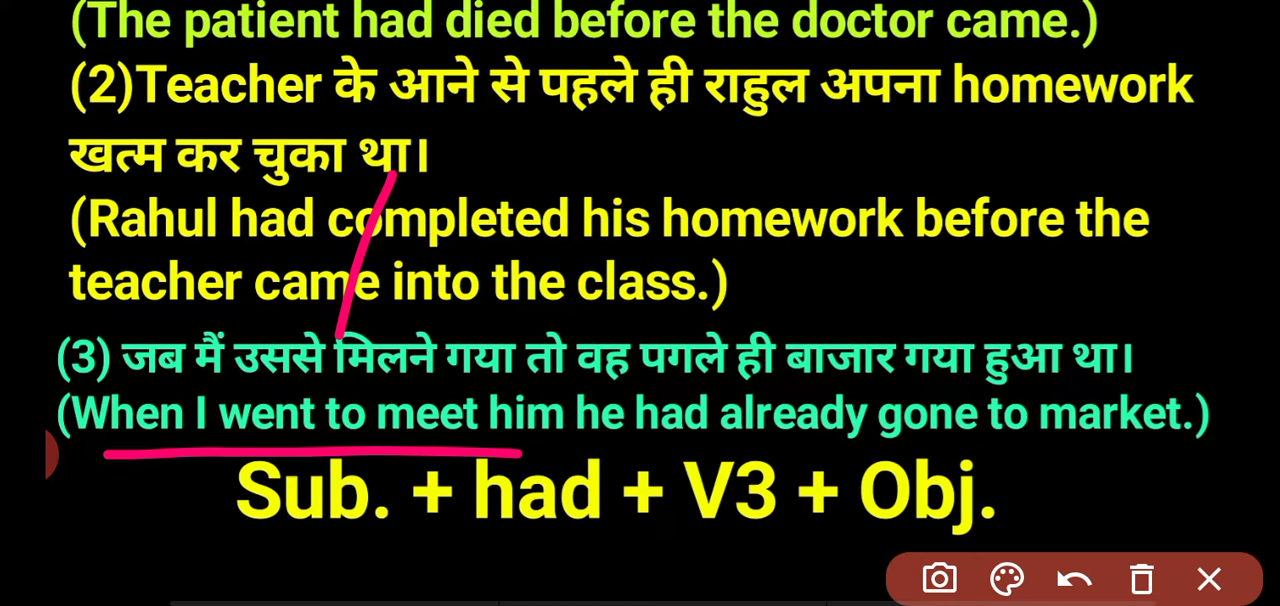 (The patient had died before the doctor came.)
(2)Teacher के आने से पहले ही राहुल अपना homework
खत्म कर चुका था।
(Rahul had completed his homework before the
teacher came into the class.)
(3) जब मैं उससे मिलने गया तो वह पगले ही बाजार गया हुआ था।
(When I went to meet him he had already gone to market.)
Sub. + had + V3 + Obj.